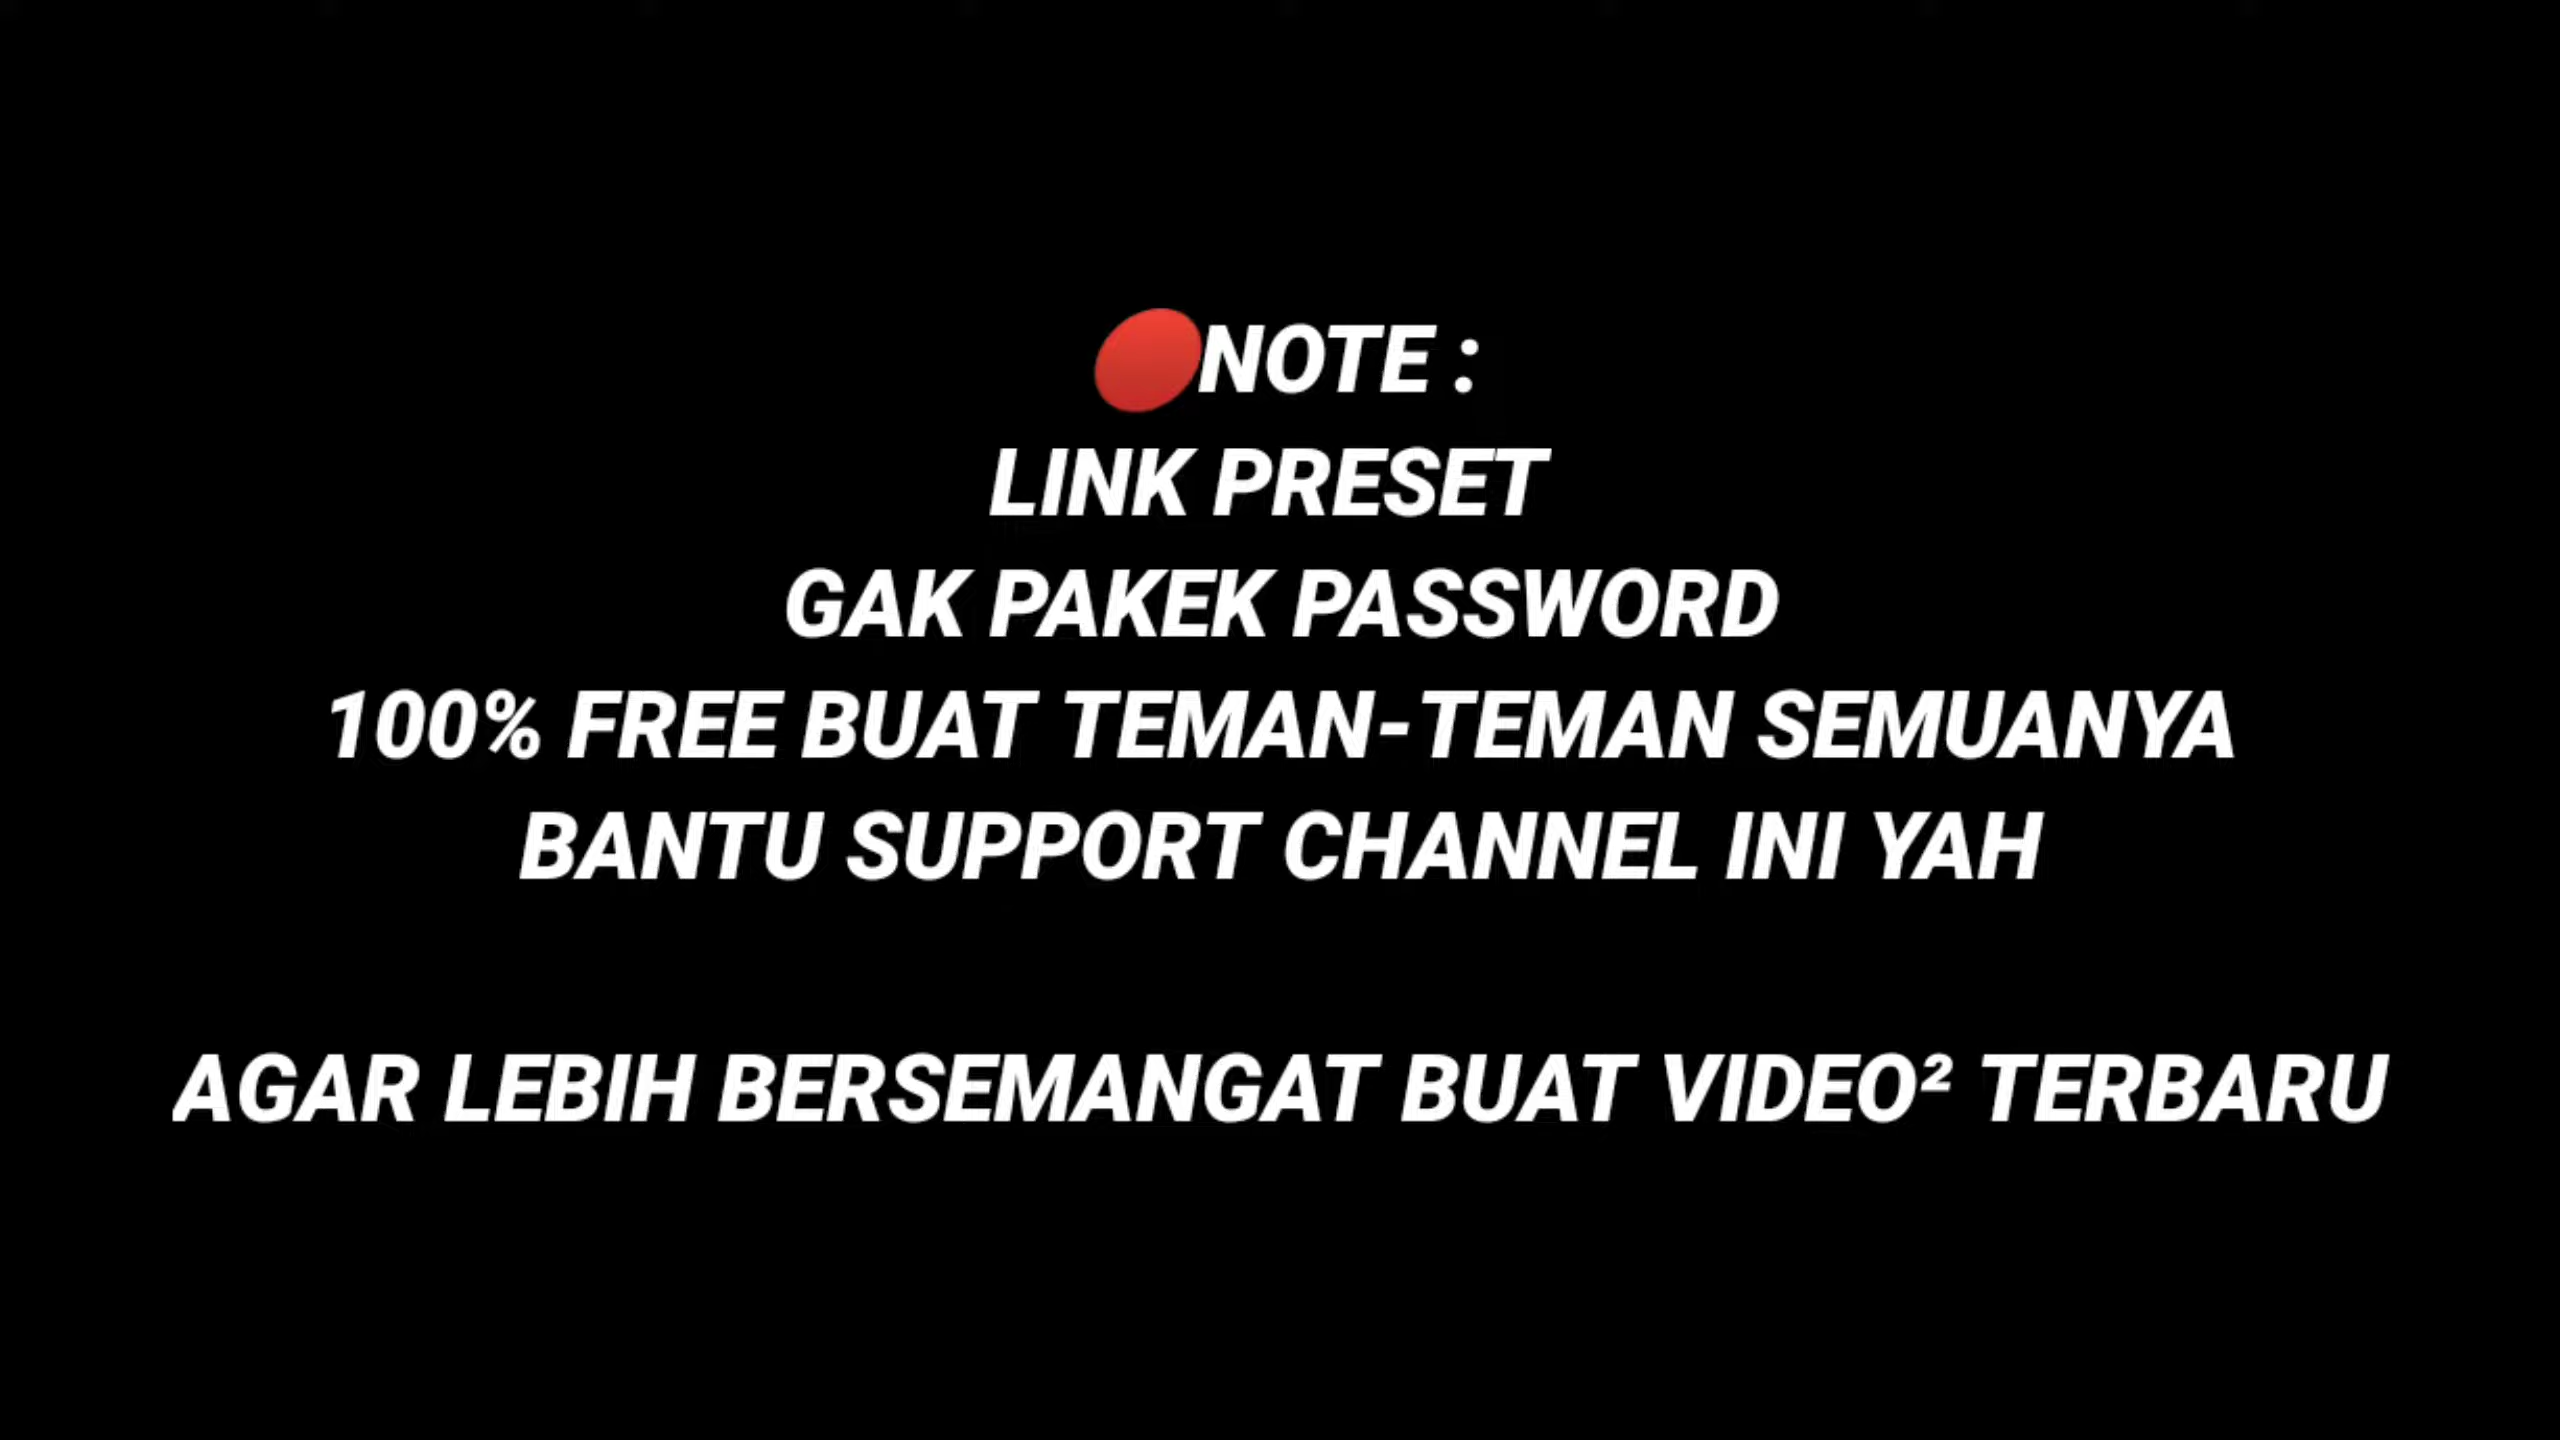 🔴NOTE :
LINK PRESET
GAK PAKEK PASSWORD
100% FREE BUAT TEMAN-TEMAN SEMUANYA
BANTU SUPPORT CHANNEL INI YAH
AGAR LEBIH BERSEMANGAT BUAT VIDEO² TERBARU